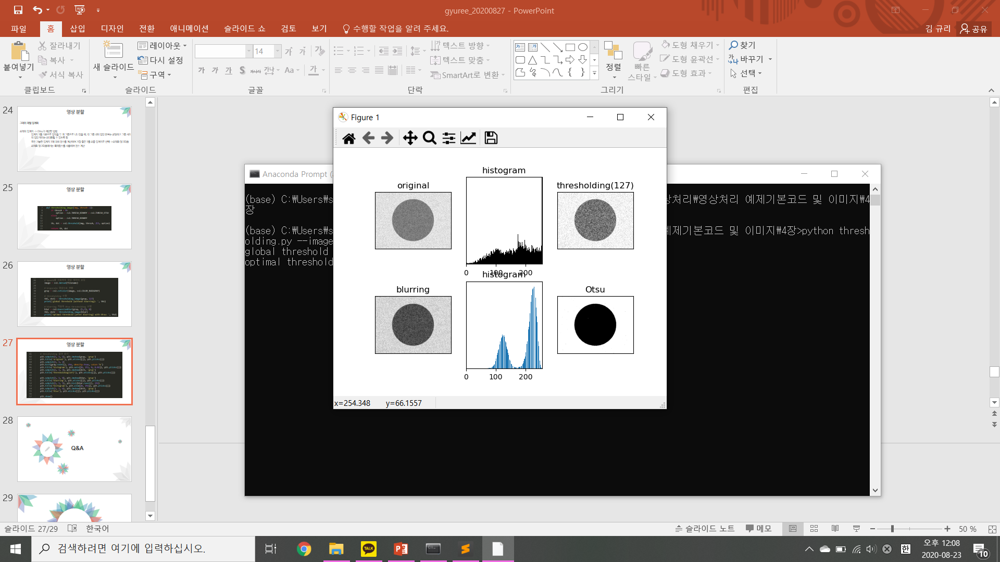 gyuree_20200827 - PowerPoint
파일 홈 삽입 디자인 전환 애니메이션 슬라이드 쇼 검토 보기 수행할 작업을 알려 주세요. 김 규리 공유
붙여넣기
잘라내기
복사
서식 복사
클립보드
새 슬라이드
레이아웃
다시 설정
구역
슬라이드
14
가 가 가 S 가나다 간나 Aa 가
글꼴
텍스트 방향
텍스트 맞춤
SmartArt로 변환
단락
정렬
빠른 스타일
도형 채우기
도형 윤곽선
도형 효과
그리기
찾기
바꾸기
선택
편집
24
영상 분할
25
영상 분할
26
영상 분할
27
영상 분할
28
Q&A
29
Figure 1
original
histogram
thresholding(127)
0 100 200
blurring
histogram
Otsu
0 100 200
x=254.348 y=66.1557
Anaconda Prompt (
(base) C:\Users\s
상처리\영상처리 예제기본코드 및 이미지\4
장
(base) C:\Users\s
예제기본코드 및 이미지\4장>python thresh
olding.py --image
global threshold
optimal threshold
슬라이드 27/29 한국어 슬라이드 노트 메모 50 %
검색하려면 여기에 입력하십시오.
TALK
한
오후 12:08
2020-08-23
10